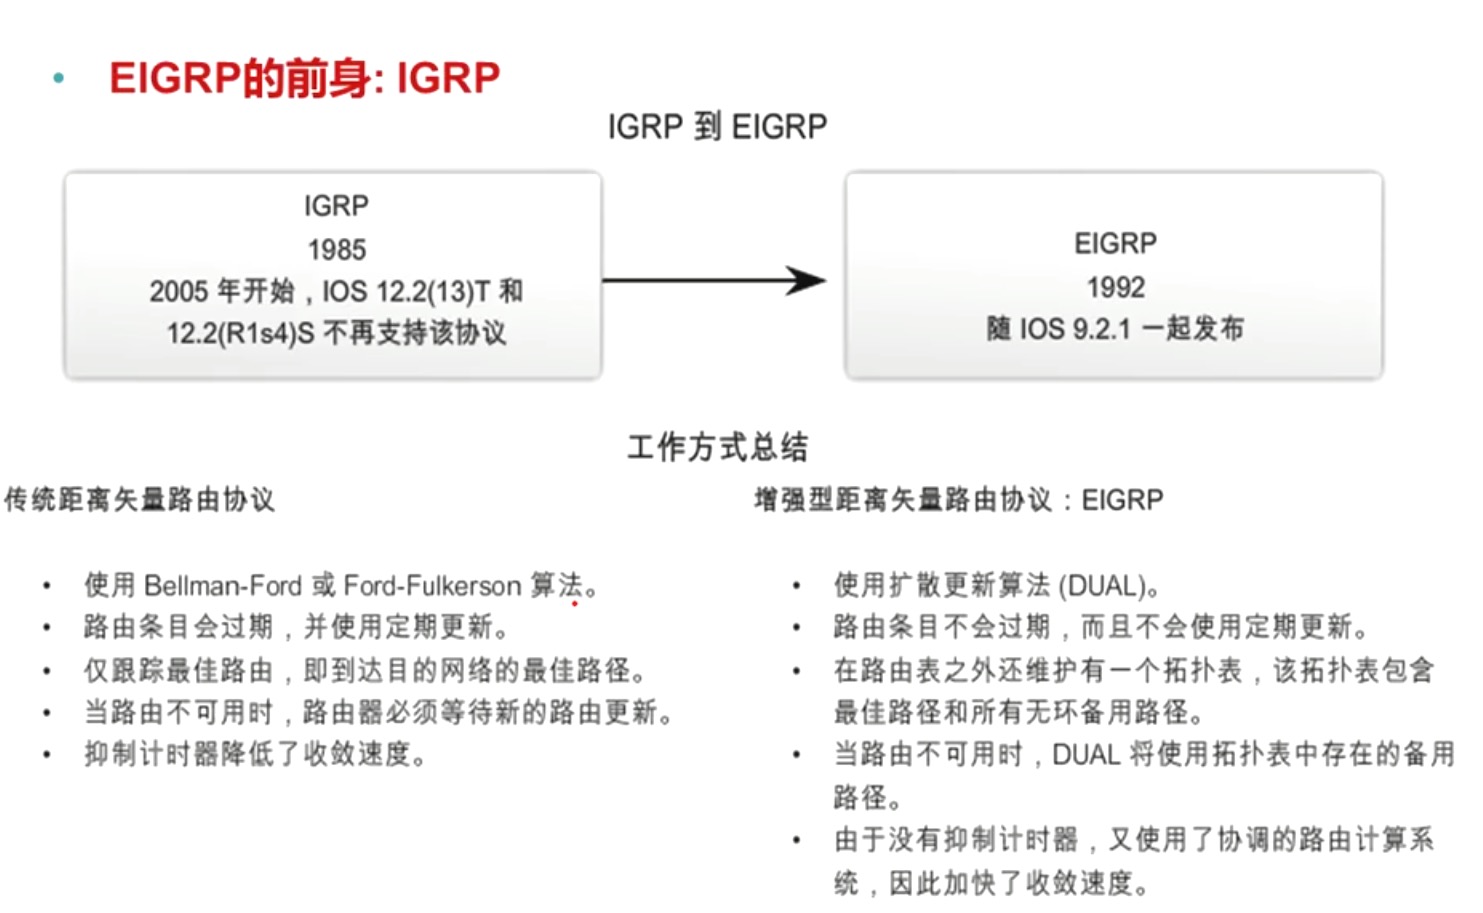 • EIGRP的前身: IGRP
IGRP 到 EIGRP
IGRP
1985
2005 年开始，IOS 12.2(13)T 和
12.2(R1s4)S 不再支持该协议
EIGRP
1992
随 IOS 9.2.1 一起发布
工作方式总结
传统距离矢量路由协议
• 使用 Bellman-Ford 或 Ford-Fulkerson 算法。
• 路由条目会过期，并使用定期更新。
• 仅跟踪最佳路由，即到达目的网络的最佳路径。
• 当路由不可用时，路由器必须等待新的路由更新。
• 抑制计时器降低了收敛速度。
增强型距离矢量路由协议：EIGRP
• 使用扩散更新算法 (DUAL)。
• 路由条目不会过期，而且不会使用定期更新。
• 在路由表之外还维护有一个拓扑表，该拓扑表包含
最佳路径和所有无环备用路径。
• 当路由不可用时，DUAL 将使用拓扑表中存在的备用
路径。
• 由于没有抑制计时器，又使用了协调的路由计算系
统，因此加快了收敛速度。